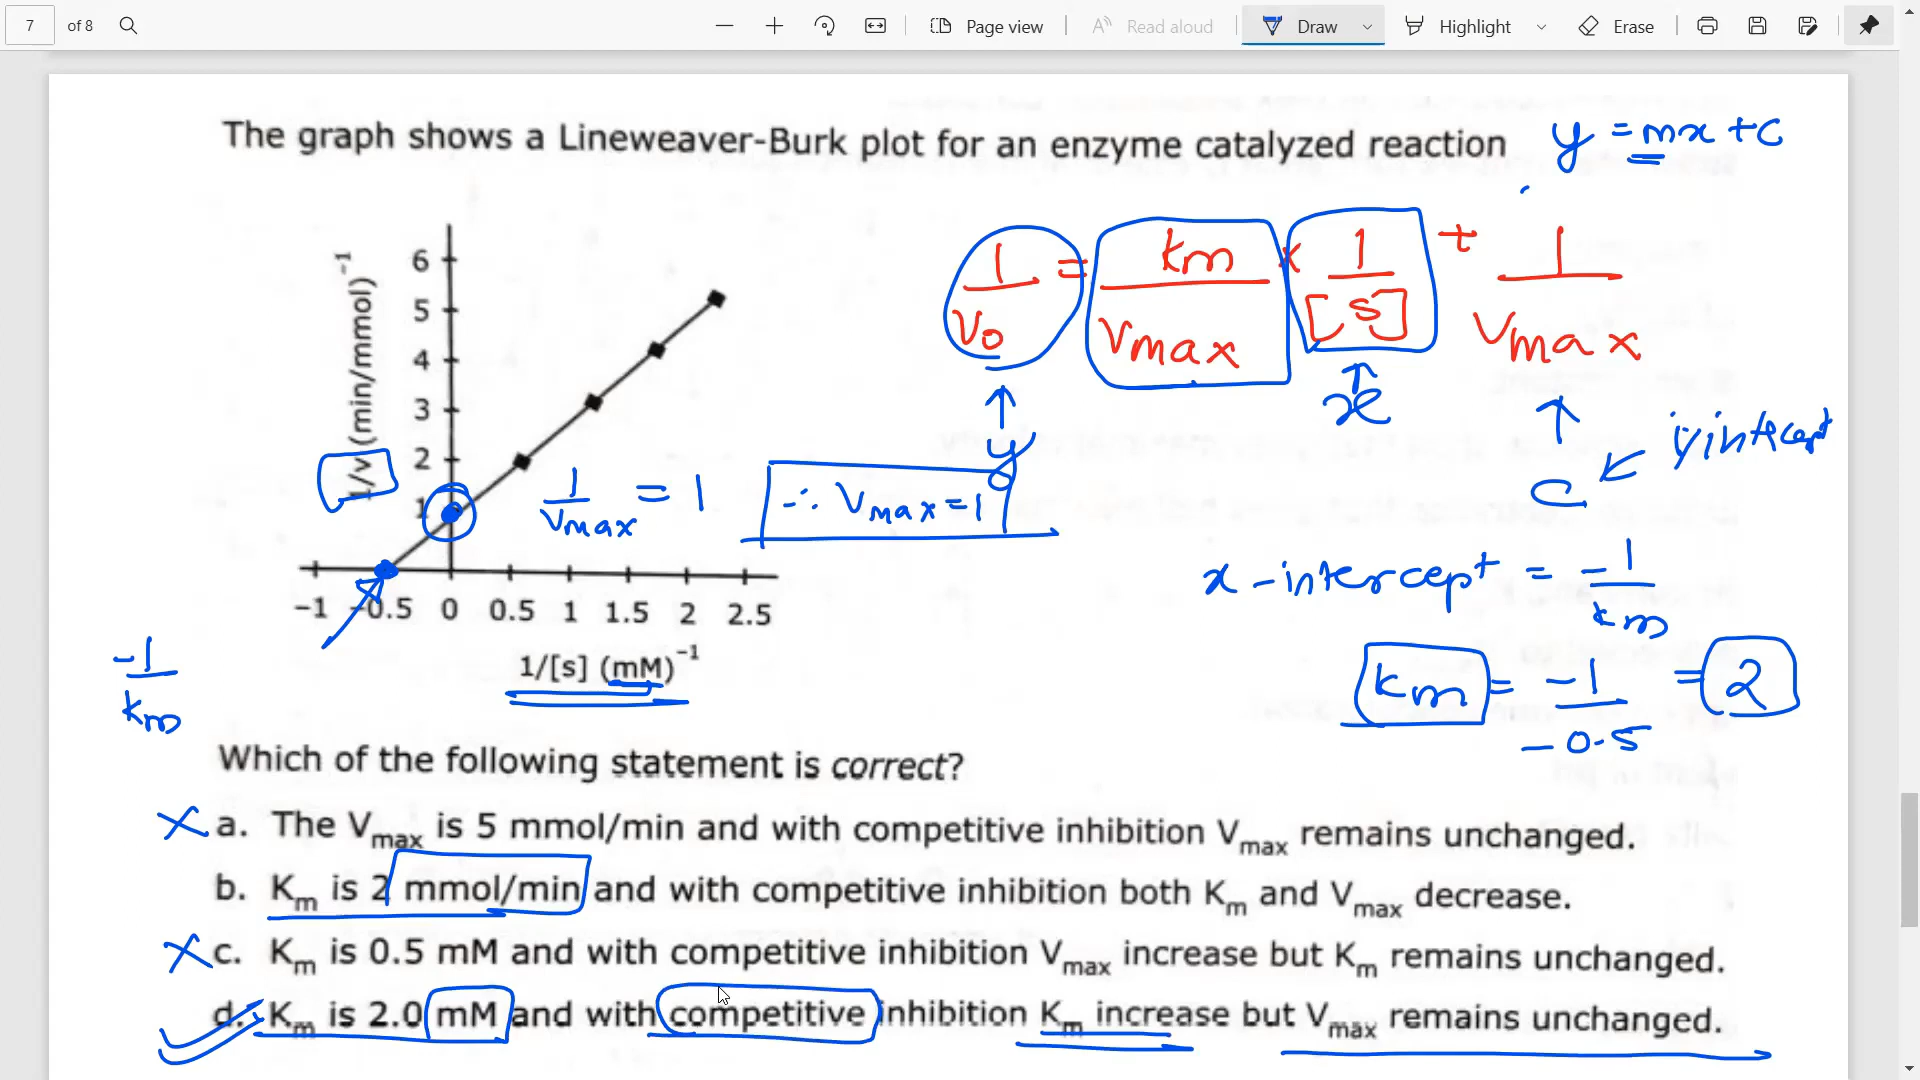 7 of 8 Page view Read aloud Draw Highlight Erase
The graph shows a Lineweaver-Burk plot for an enzyme catalyzed reaction
y = mx + C
1/v₀ = km/Vmax × 1/[s] + 1/Vmax
y
x
C
y intercept
1/v (min/mmol)⁻¹
6
5
4
3
2
1
1/Vmax = 1
∴ Vmax = 1
-1 -0.5 0 0.5 1 1.5 2 2.5
1/[s] (mM)⁻¹
-1/km
x-intercept = -1/km
km = -1/-0.5 = 2
Which of the following statement is correct?
a. The Vmax is 5 mmol/min and with competitive inhibition Vmax remains unchanged.
b. Km is 2 mmol/min and with competitive inhibition both Km and Vmax decrease.
c. Km is 0.5 mM and with competitive inhibition Vmax increase but Km remains unchanged.
d. Km is 2.0 mM and with competitive inhibition Km increase but Vmax remains unchanged.